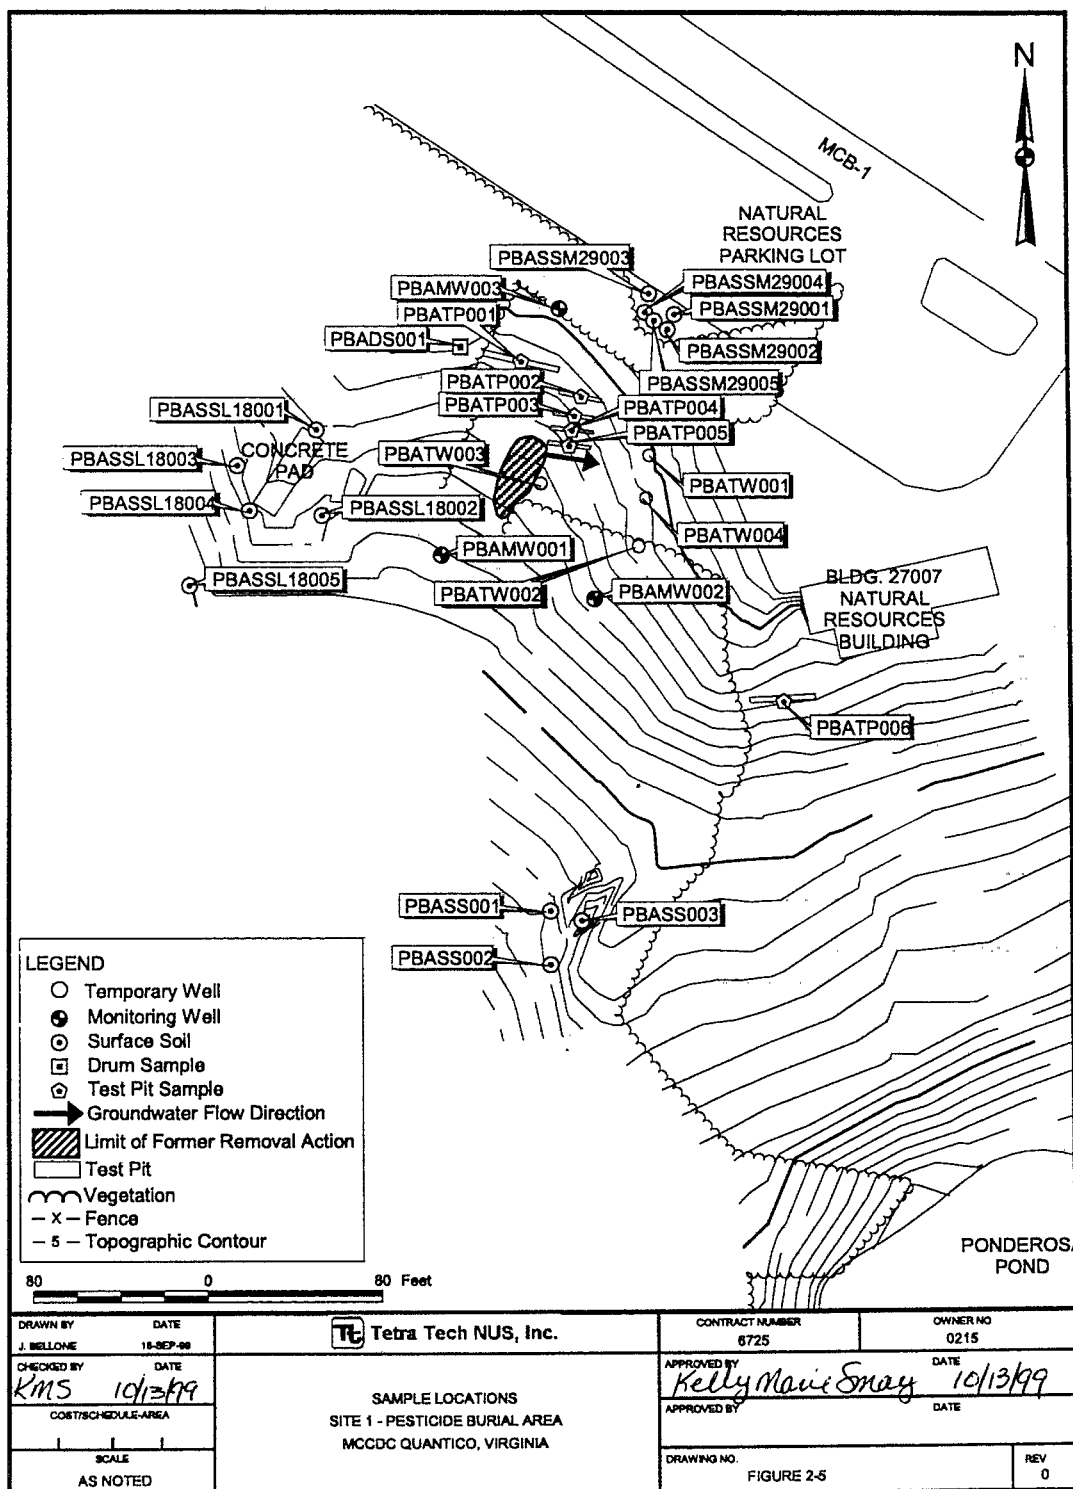 N
MCB-1
NATURAL
RESOURCES
PARKING LOT
PBASSM29003
PBASSM29004
PBAMW003
PBASSM29001
PBATP001
PBADS001
PBASSM29002
PBATP002
PBASSM29005
PBATP003
PBATP004
PBASSL18001
PBATP005
CONCRETE
PAD
PBATW003
PBASSL18003
PBATW001
PBASSL18004
PBASSL18002
PBATW004
PBAMW001
PBASSL18005
PBATW002
PBAMW002
BLDG. 27007
NATURAL
RESOURCES
BUILDING
PBATP006
PBASS001
PBASS003
PBASS002
LEGEND
Temporary Well
Monitoring Well
Surface Soil
Drum Sample
Test Pit Sample
Groundwater Flow Direction
Limit of Former Removal Action
Test Pit
Vegetation
– X – Fence
– 5 – Topographic Contour
PONDEROSA
POND
80 0 80 Feet
DRAWN BY DATE
J. BELLONE
CHECKED BY DATE
KMS 10/13/99
COST/SCHEDULE-AREA
SCALE
AS NOTED
Tt Tetra Tech NUS, Inc.
SAMPLE LOCATIONS
SITE 1 - PESTICIDE BURIAL AREA
MCCDC QUANTICO, VIRGINIA
CONTRACT NUMBER
6725
OWNER NO
0215
APPROVED BY DATE
Kelly Marie Smay 10/13/99
APPROVED BY DATE
DRAWING NO.
FIGURE 2-5
REV
0